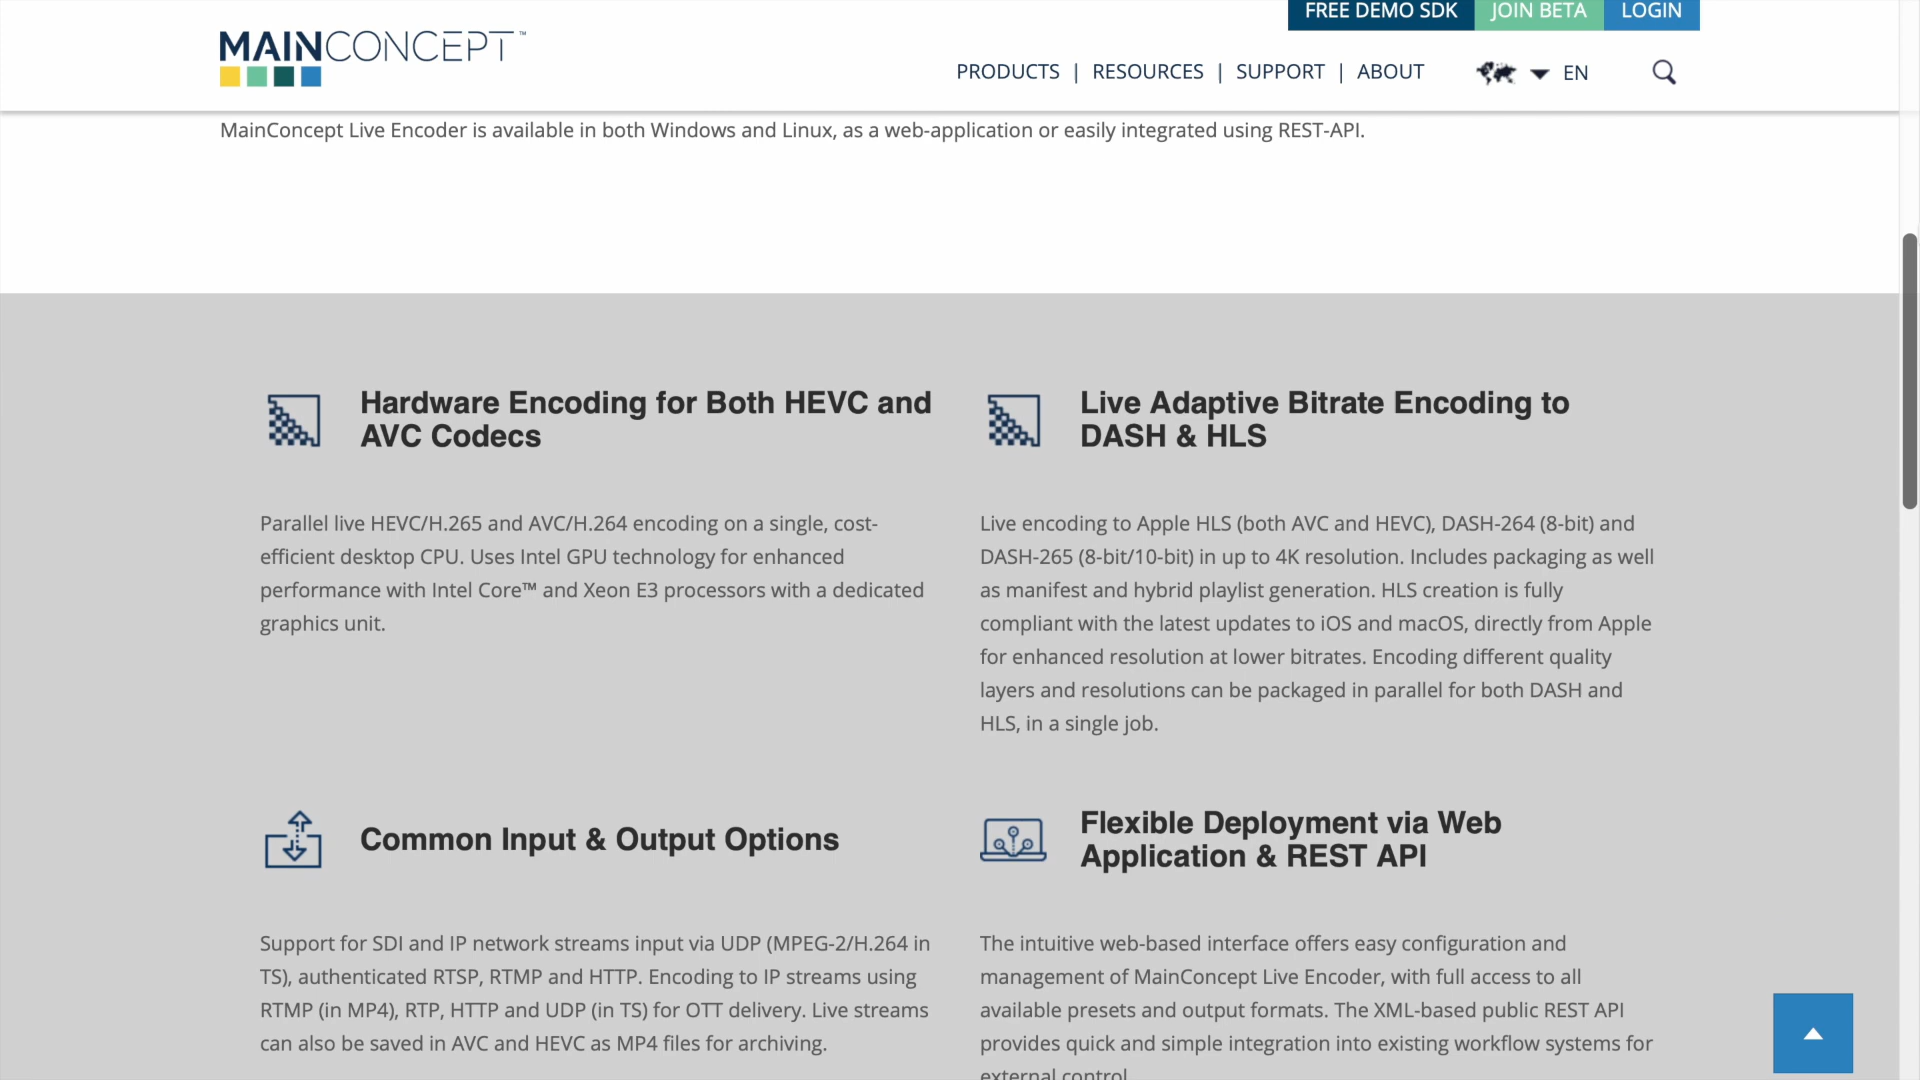 FREE DEMO SDK
JOIN BETA
LOGIN
MAINCONCEPT™
PRODUCTS | RESOURCES | SUPPORT | ABOUT
EN
MainConcept Live Encoder is available in both Windows and Linux, as a web-application or easily integrated using REST-API.
Hardware Encoding for Both HEVC and
AVC Codecs
Parallel live HEVC/H.265 and AVC/H.264 encoding on a single, cost-
efficient desktop CPU. Uses Intel GPU technology for enhanced
performance with Intel Core™ and Xeon E3 processors with a dedicated
graphics unit.
Live Adaptive Bitrate Encoding to
DASH & HLS
Live encoding to Apple HLS (both AVC and HEVC), DASH-264 (8-bit) and
DASH-265 (8-bit/10-bit) in up to 4K resolution. Includes packaging as well
as manifest and hybrid playlist generation. HLS creation is fully
compliant with the latest updates to iOS and macOS, directly from Apple
for enhanced resolution at lower bitrates. Encoding different quality
layers and resolutions can be packaged in parallel for both DASH and
HLS, in a single job.
Common Input & Output Options
Support for SDI and IP network streams input via UDP (MPEG-2/H.264 in
TS), authenticated RTSP, RTMP and HTTP. Encoding to IP streams using
RTMP (in MP4), RTP, HTTP and UDP (in TS) for OTT delivery. Live streams
can also be saved in AVC and HEVC as MP4 files for archiving.
Flexible Deployment via Web
Application & REST API
The intuitive web-based interface offers easy configuration and
management of MainConcept Live Encoder, with full access to all
available presets and output formats. The XML-based public REST API
provides quick and simple integration into existing workflow systems for
external control.